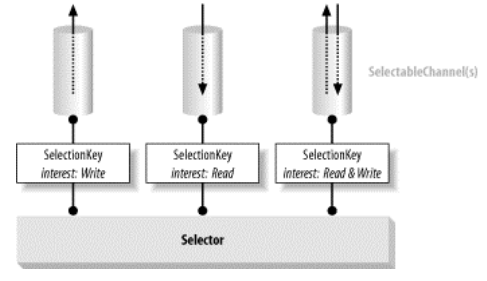 SelectableChannel(s)
SelectionKey
interest: Write
SelectionKey
interest: Read
SelectionKey
interest: Read & Write
Selector